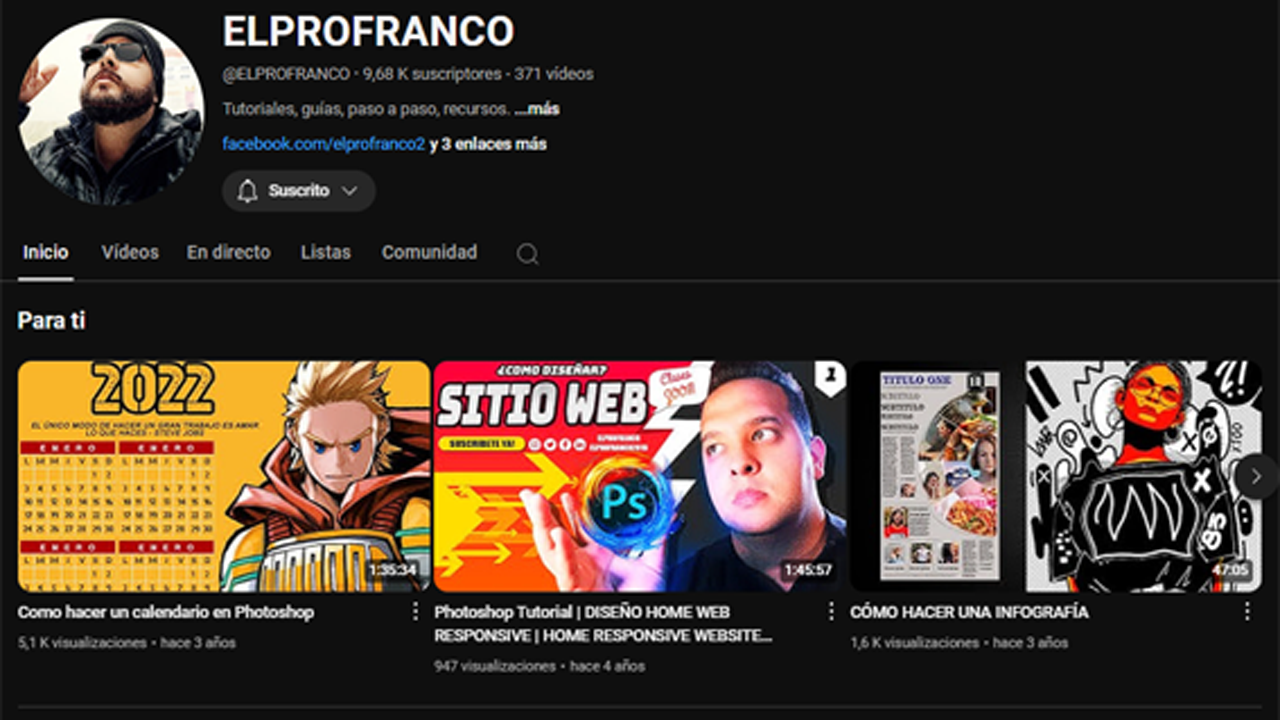 ELPROFRANCO
@ELPROFRANCO · 9,68 K suscriptores · 371 vídeos
Tutoriales, guías, paso a paso, recursos. ...más
facebook.com/elprofranco2 y 3 enlaces más
Suscrito
Inicio Vídeos En directo Listas Comunidad
Para ti
2022
EL ÚNICO MODO DE HACER UN GRAN TRABAJO ES AMAR
LO QUE HACES - STEVE JOBS
ENERO ENERO
ENERO ENERO
1:35:34
¿COMO DISEÑAR?
SITIO WEB
Clases
ZOOM
SUSCRIBETE YA!
1
Ps
1:45:57
TITULO ONE
SUBTITULO
47:05
Como hacer un calendario en Photoshop
5,1 K visualizaciones · hace 3 años
Photoshop Tutorial | DISEÑO HOME WEB
RESPONSIVE | HOME RESPONSIVE WEBSITE...
947 visualizaciones · hace 4 años
CÓMO HACER UNA INFOGRAFÍA
1,6 K visualizaciones · hace 3 años